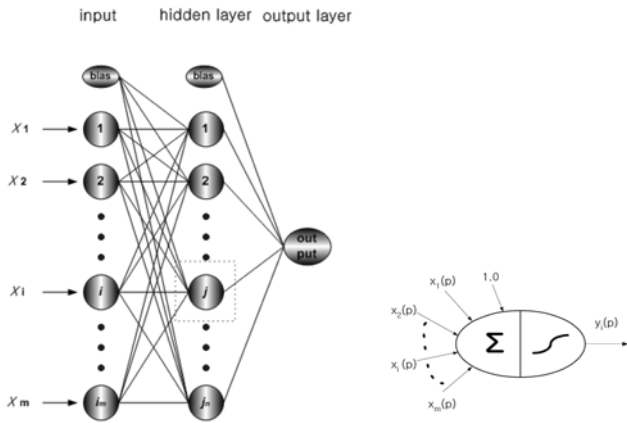 input hidden layer output layer
bias bias
X1 1 1
X2 2 2
out
put
Xi i j
Xm im jn
1,0
x1(p)
x2(p)
Σ
yi(p)
xi(p)
xm(p)